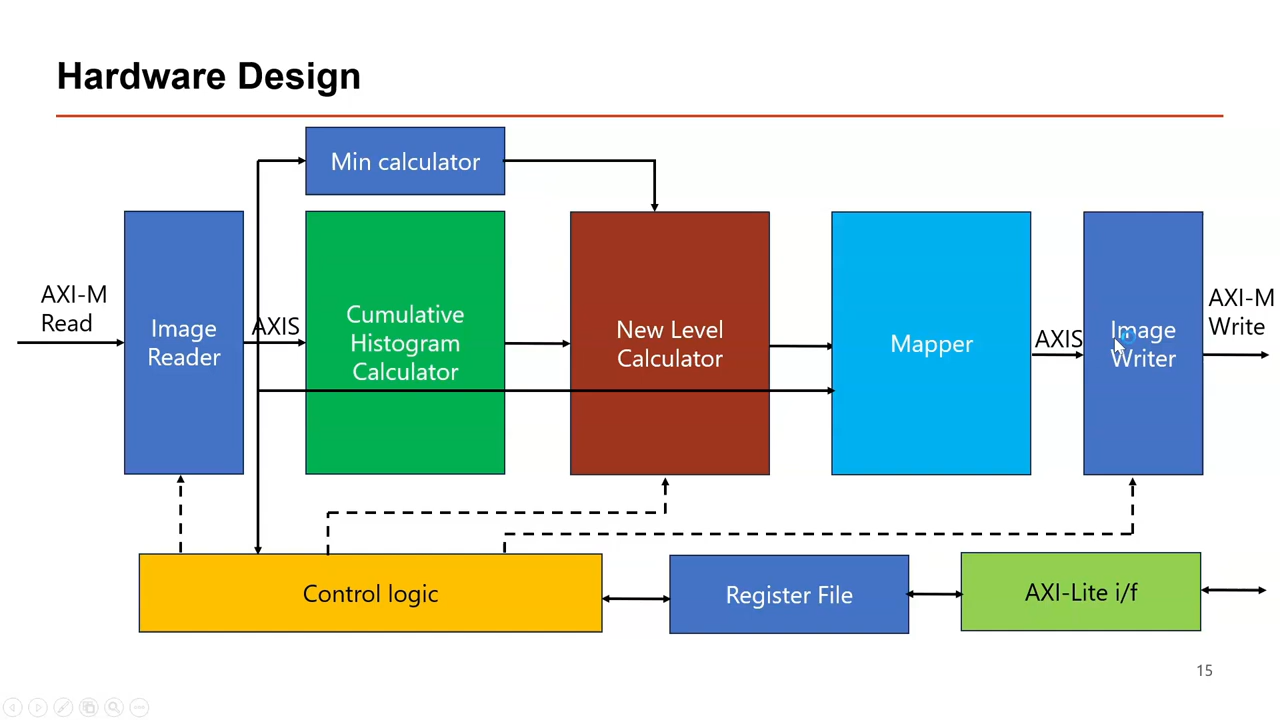 Hardware Design
Min calculator
AXI-M
Read
Image
Reader
AXIS
Cumulative
Histogram
Calculator
New Level
Calculator
Mapper
AXIS
Image
Writer
AXI-M
Write
Control logic
Register File
AXI-Lite i/f
15